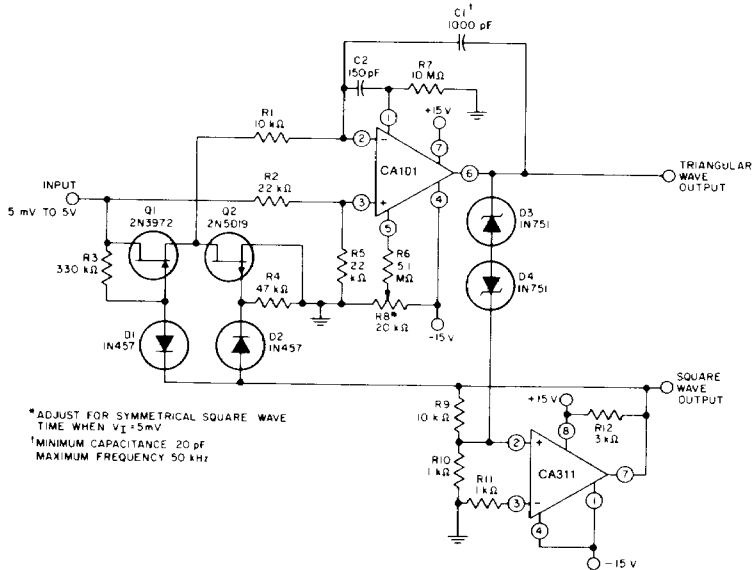 C1†
1000 pF
C2
150 pF
R7
10 MΩ
+15 V
R1
10 kΩ
1
2
−
7
CA101
6
TRIANGULAR
WAVE
OUTPUT
INPUT
5 mV TO 5V
R2
22 kΩ
3
+
4
5
Q1
2N3972
Q2
2N5019
D3
1N751
R3
330 kΩ
R5
22
kΩ
R6
5.1
MΩ
R4
47 kΩ
R8*
20 kΩ
−15 V
D4
1N751
D1
1N457
D2
1N457
SQUARE
WAVE
OUTPUT
R9
10 kΩ
+15 V
8
R12
3 kΩ
2
+
CA311
7
R10
1 kΩ
R11
1 kΩ
3
−
1
4
−15 V
*ADJUST FOR SYMMETRICAL SQUARE WAVE
TIME WHEN VI = 5mV
†MINIMUM CAPACITANCE 20 pF
MAXIMUM FREQUENCY 50 kHz